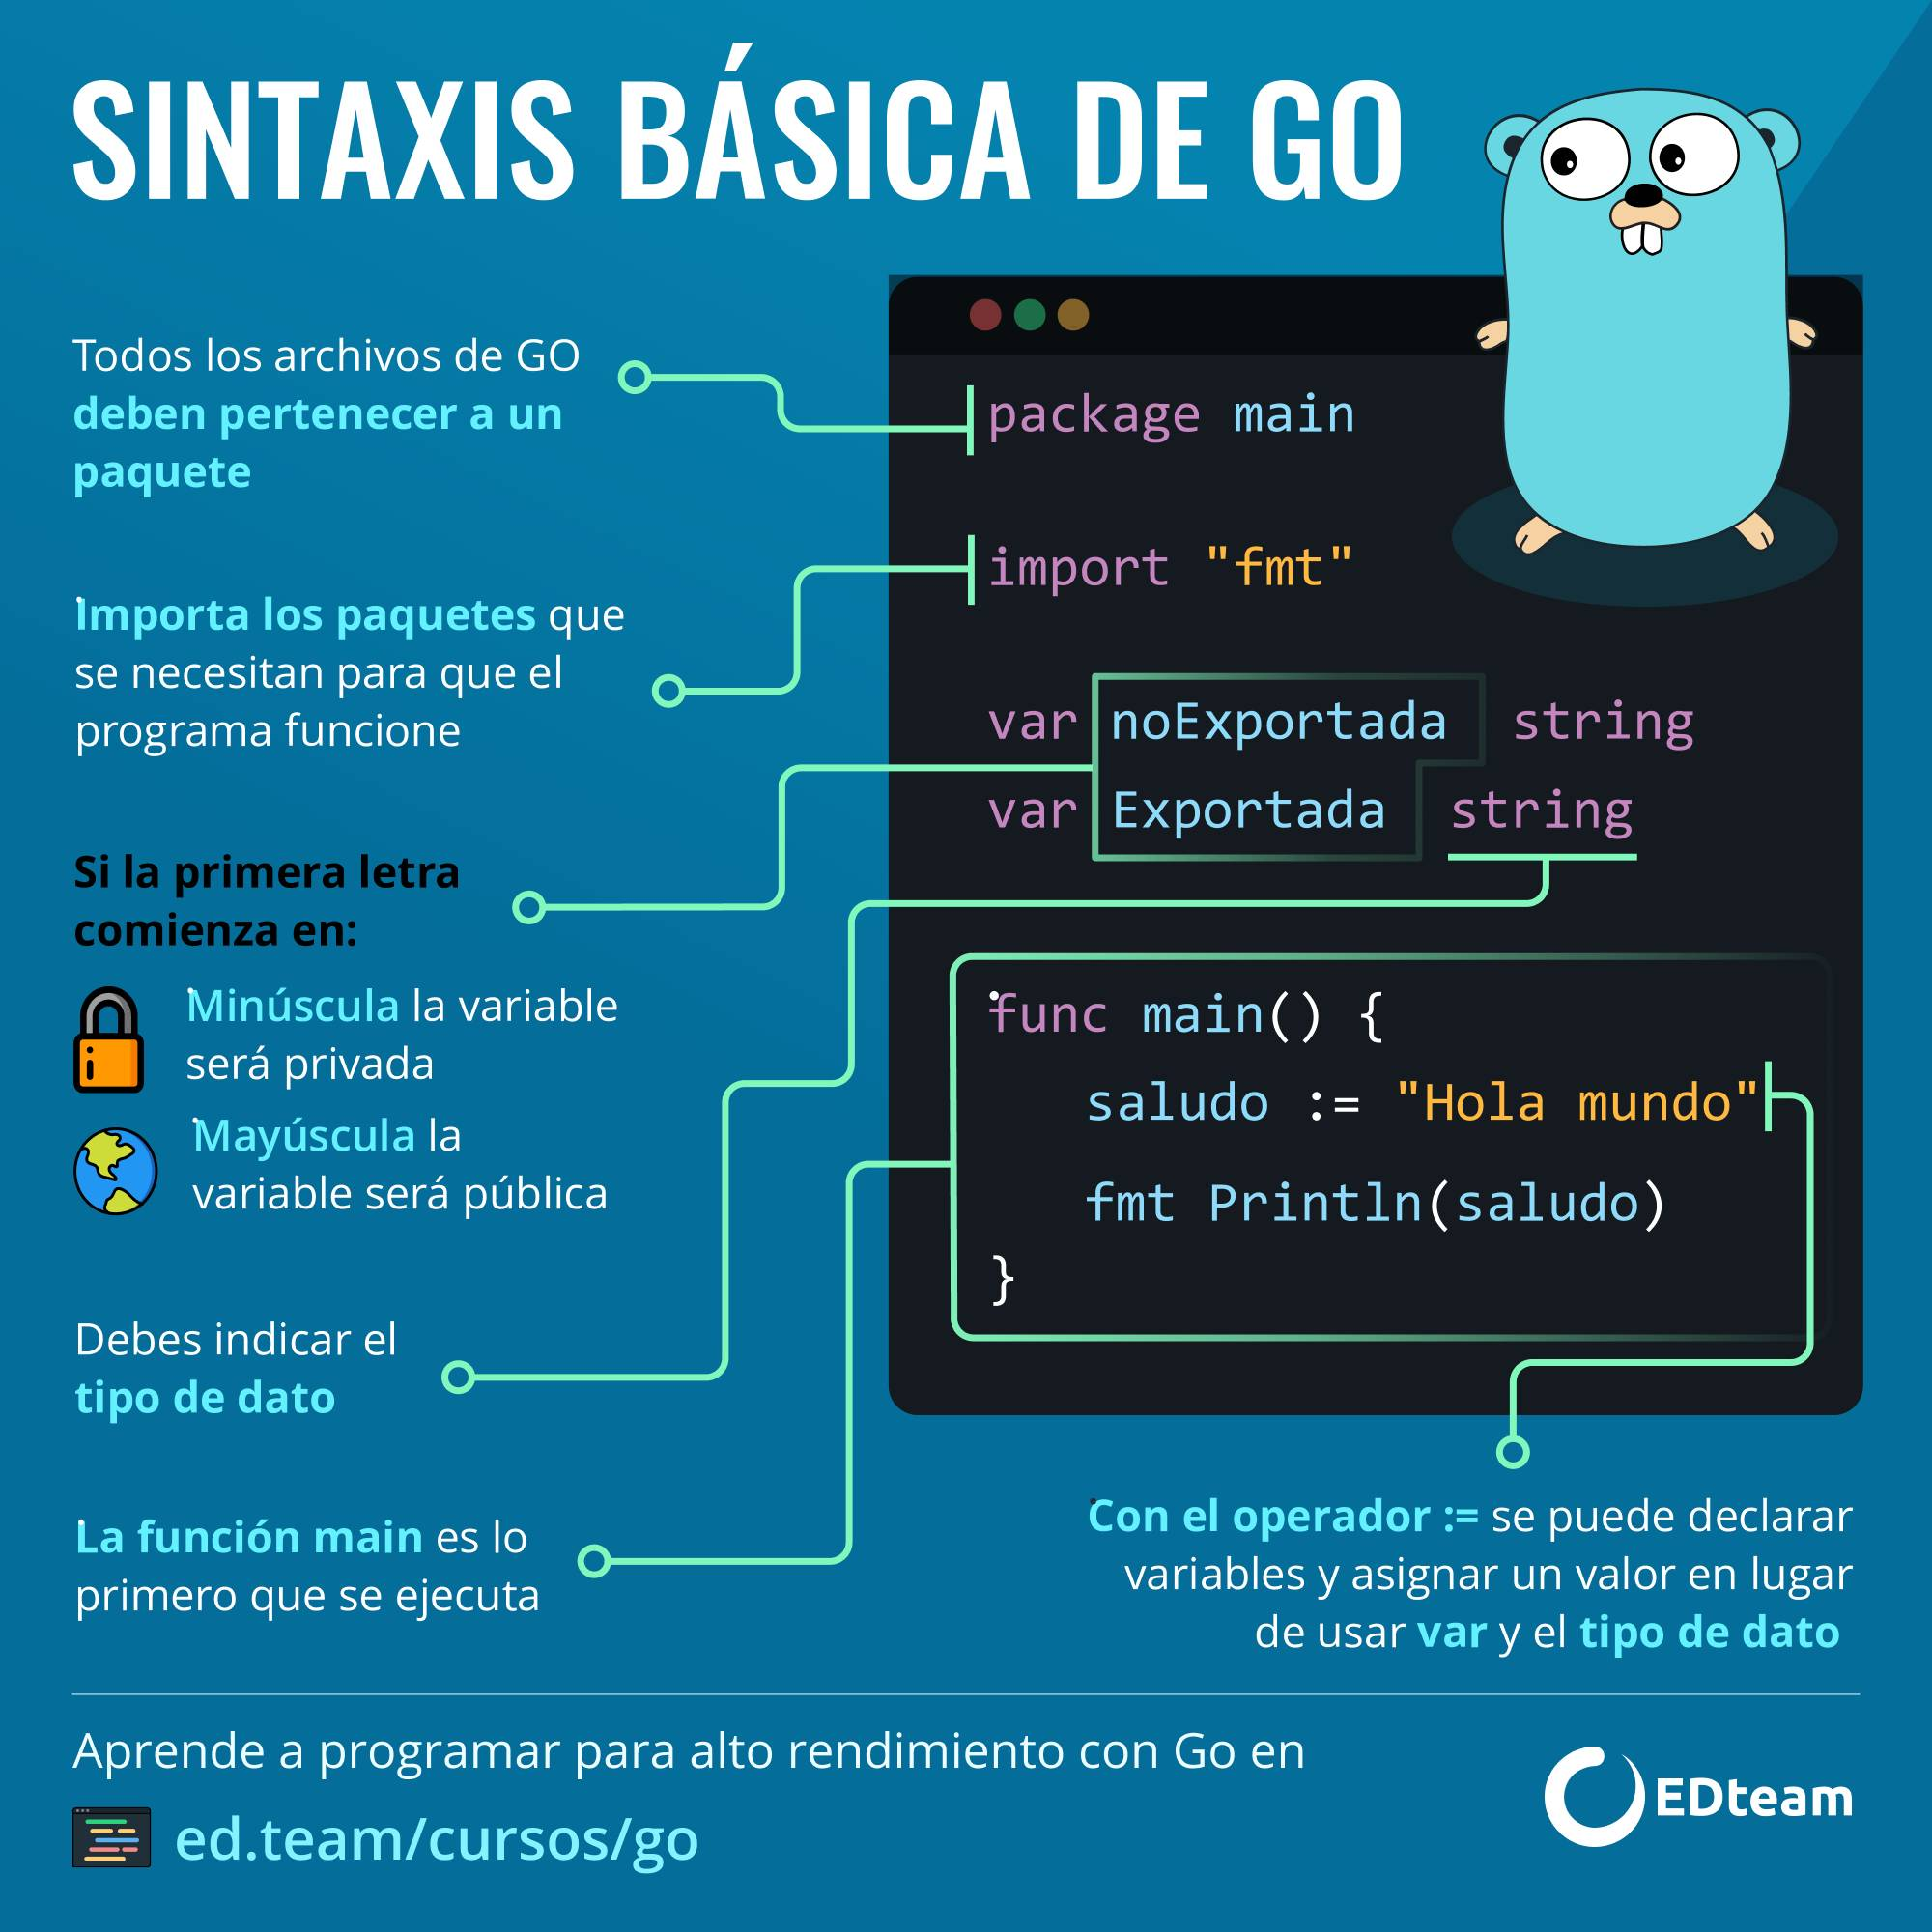 SINTAXIS BÁSICA DE GO
Todos los archivos de GO
deben pertenecer a un
paquete
Importa los paquetes que
se necesitan para que el
programa funcione
Si la primera letra
comienza en:
Minúscula la variable
será privada
Mayúscula la
variable será pública
Debes indicar el
tipo de dato
La función main es lo
primero que se ejecuta
package main
import "fmt"
var noExportada string
var Exportada string
func main() {
saludo := "Hola mundo"
fmt Println(saludo)
}
Con el operador := se puede declarar
variables y asignar un valor en lugar
de usar var y el tipo de dato
Aprende a programar para alto rendimiento con Go en
ed.team/cursos/go
EDteam